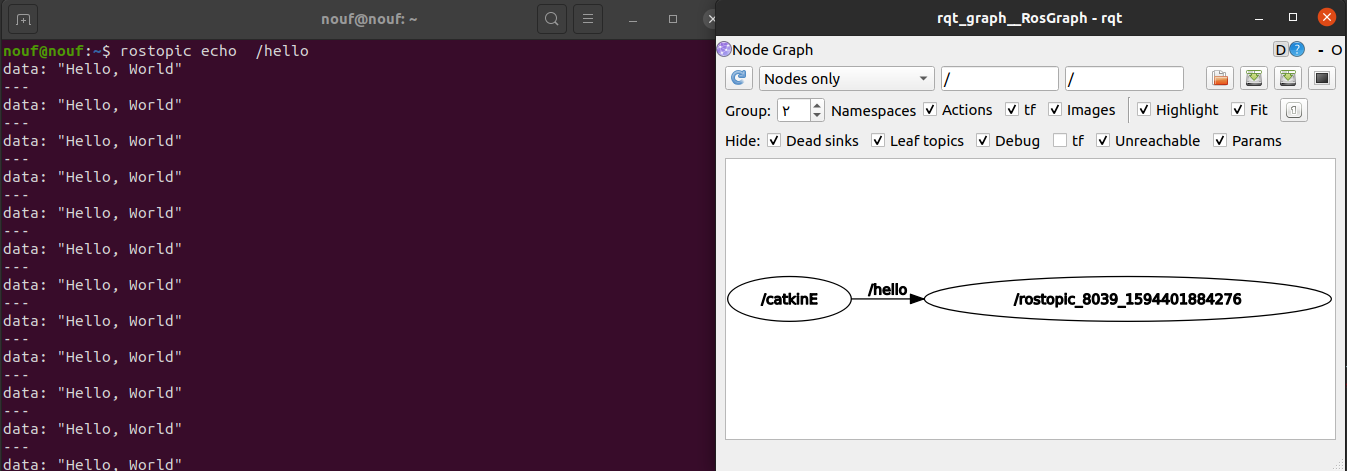 nouf@nouf: ~
nouf@nouf:~$ rostopic echo  /hello
data: "Hello, World"
---
data: "Hello, World"
---
data: "Hello, World"
---
data: "Hello, World"
---
data: "Hello, World"
---
data: "Hello, World"
---
data: "Hello, World"
---
data: "Hello, World"
---
data: "Hello, World"
---
data: "Hello, World"
---
data: "Hello, World"
---
data: "Hello, World"
rqt_graph__RosGraph - rqt
Node Graph
D ? - O
Nodes only / /
Group: ٢ Namespaces Actions tf Images Highlight Fit
Hide: Dead sinks Leaf topics Debug tf Unreachable Params
/catkinE /hello /rostopic_8039_1594401884276